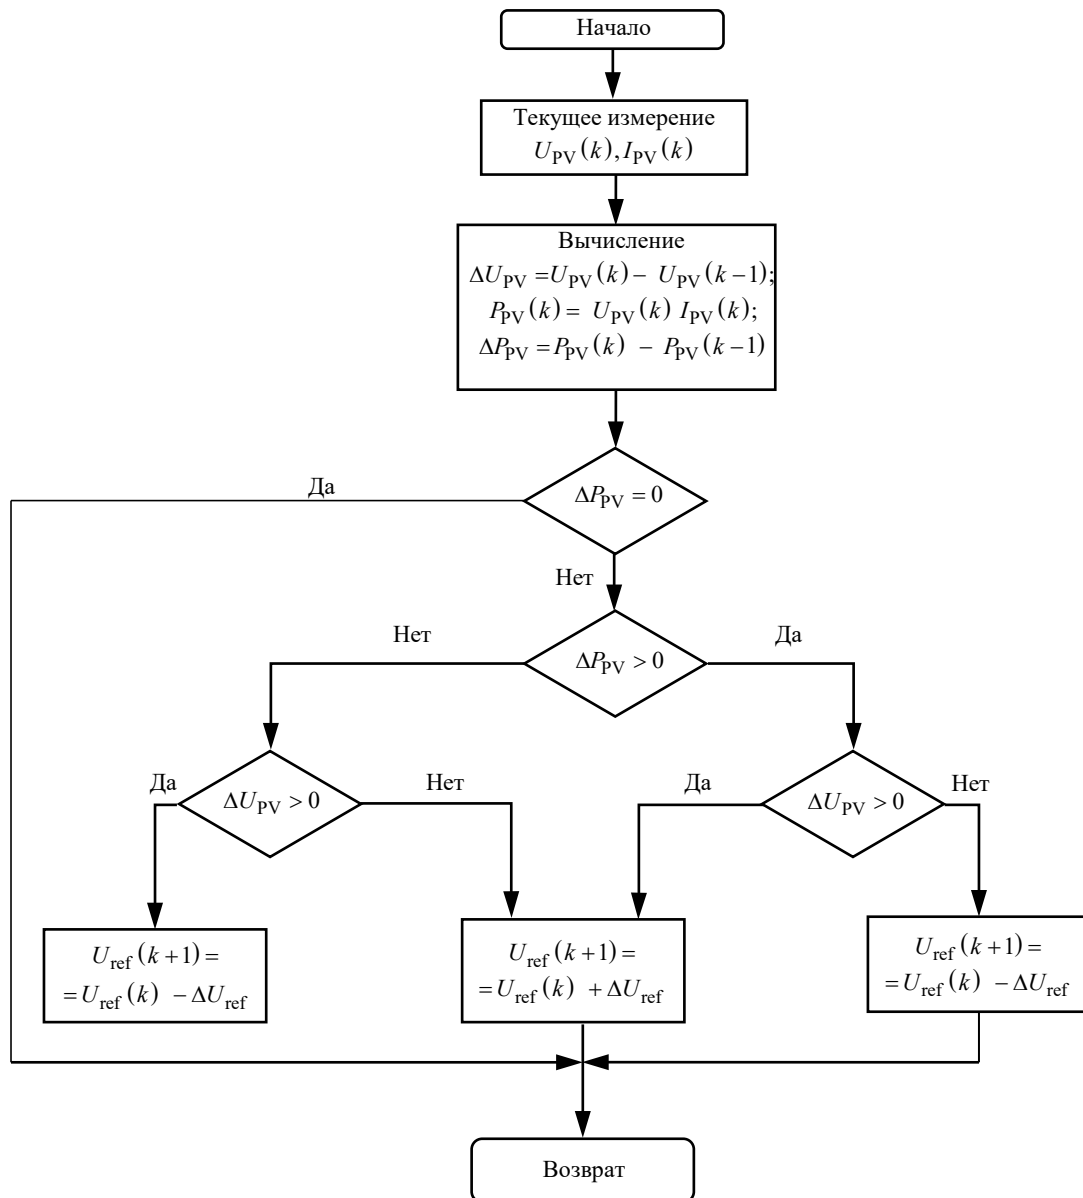 Начало
Текущее измерение
U_PV(k), I_PV(k)
Вычисление
ΔU_PV = U_PV(k) − U_PV(k−1);
P_PV(k) = U_PV(k) I_PV(k);
ΔP_PV = P_PV(k) − P_PV(k−1)
Да
ΔP_PV = 0
Нет
Нет
ΔP_PV > 0
Да
Да
ΔU_PV > 0
Нет
Да
ΔU_PV > 0
Нет
U_ref(k+1) =
= U_ref(k) − ΔU_ref
U_ref(k+1) =
= U_ref(k) + ΔU_ref
U_ref(k+1) =
= U_ref(k) − ΔU_ref
Возврат